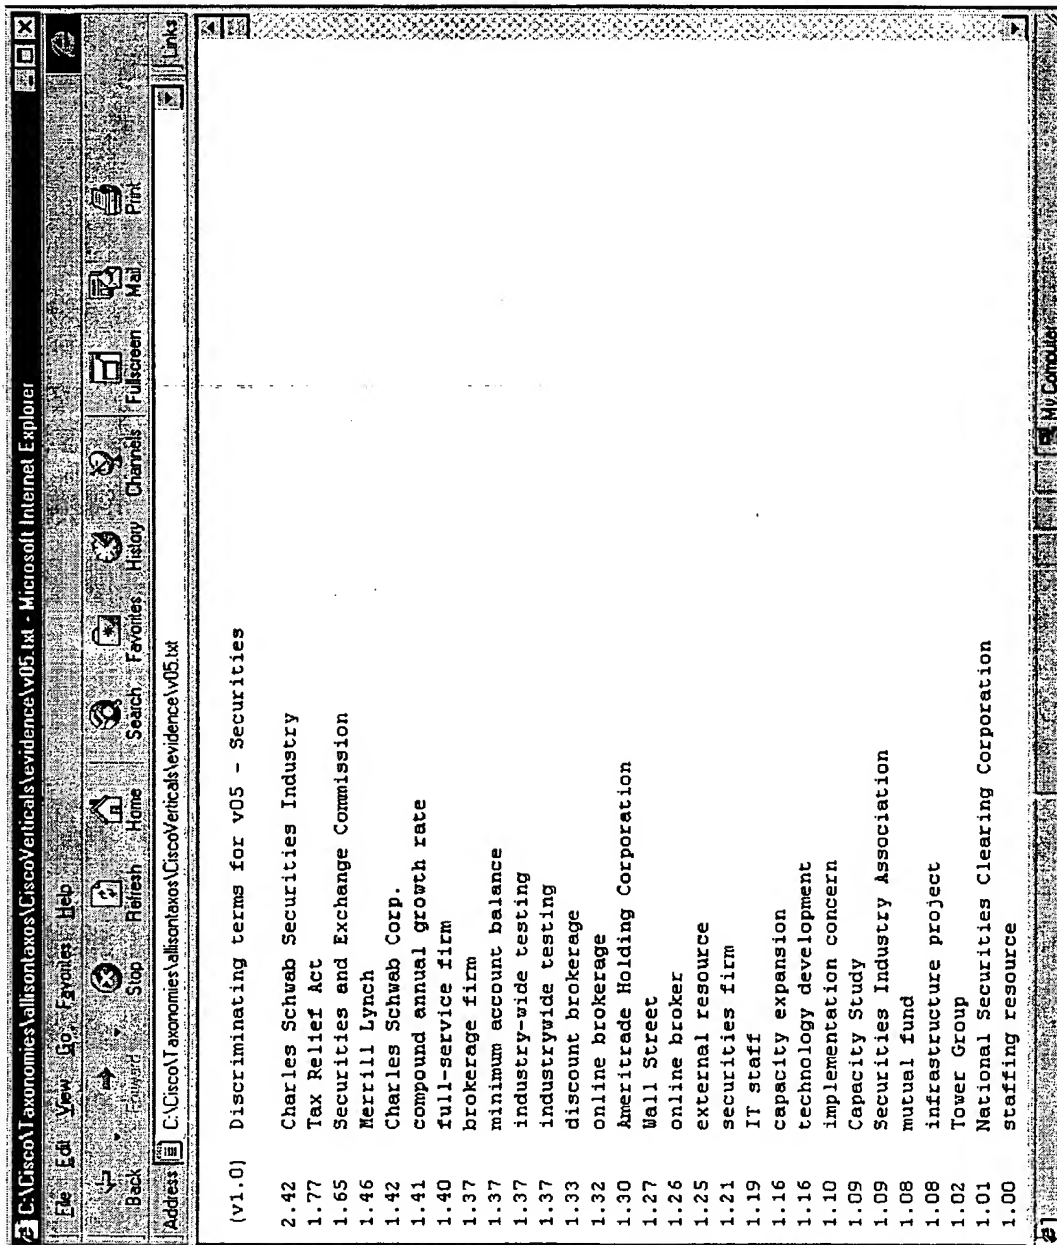 C:\Cisco\Taxonomies\allisontaxos\CiscoVerticals\evidence\v05.txt - Microsoft Internet Explorer
File Edit View Go Favorites Help
Back Forward Stop Refresh Home Search Favorites History Channels Fullscreen Mail Print
Address C:\Cisco\Taxonomies\allisontaxos\CiscoVerticals\evidence\v05.txt Links
(v1.0) Discriminating terms for v05 - Securities
2.42 Charles Schwab Securities Industry
1.77 Tax Relief Act
1.65 Securities and Exchange Commission
1.46 Merrill Lynch
1.42 Charles Schwab Corp.
1.41 compound annual growth rate
1.40 full-service firm
1.37 brokerage firm
1.37 minimum account balance
1.37 industry-wide testing
1.37 industrywide testing
1.33 discount brokerage
1.32 online brokerage
1.30 Ameritrade Holding Corporation
1.27 Wall Street
1.26 online broker
1.25 external resource
1.21 securities firm
1.19 IT staff
1.16 capacity expansion
1.16 technology development
1.10 implementation concern
1.09 Capacity Study
1.09 Securities Industry Association
1.08 mutual fund
1.08 infrastructure project
1.02 Tower Group
1.01 National Securities Clearing Corporation
1.00 staffing resource
My Computer